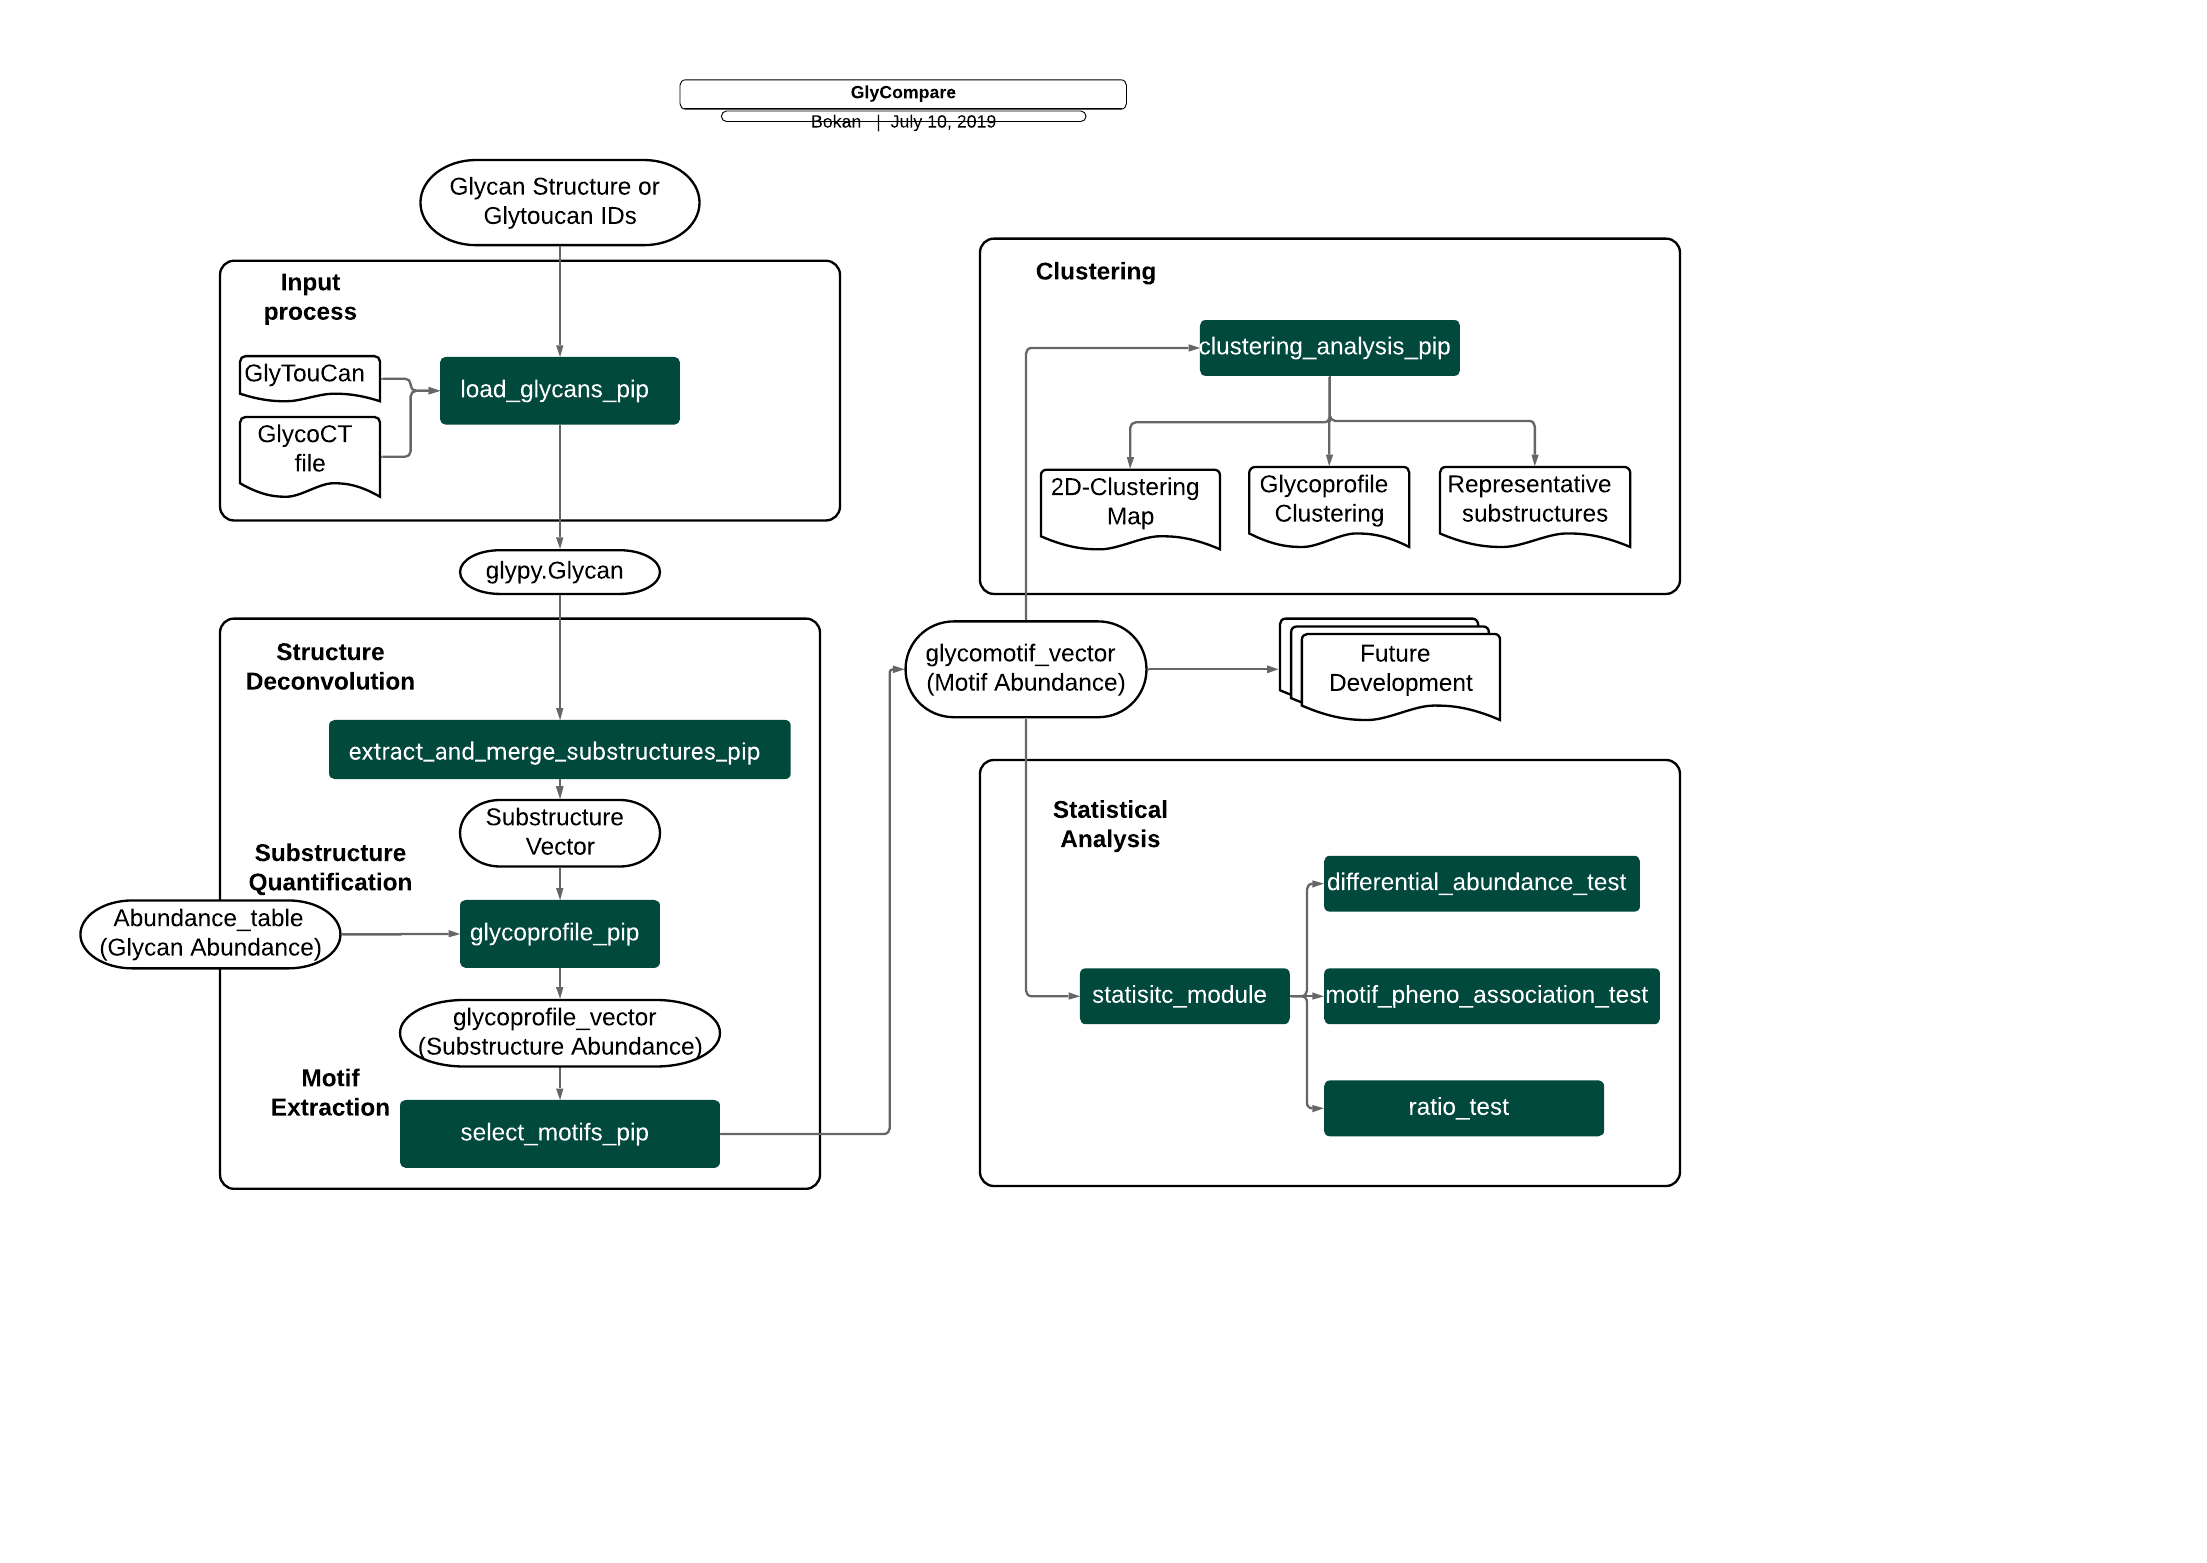 GlyCompare
Bokan | July 10, 2019
Glycan Structure or
Glytoucan IDs
Input
process
GlyTouCan
GlycoCT
file
load_glycans_pip
glypy.Glycan
Structure
Deconvolution
extract_and_merge_substructures_pip
Substructure
Vector
Substructure
Quantification
Abundance_table
(Glycan Abundance)
glycoprofile_pip
glycoprofile_vector
(Substructure Abundance)
Motif
Extraction
select_motifs_pip
Clustering
clustering_analysis_pip
2D-Clustering
Map
Glycoprofile
Clustering
Representative
substructures
glycomotif_vector
(Motif Abundance)
Future
Development
Statistical
Analysis
differential_abundance_test
statisitc_module
motif_pheno_association_test
ratio_test